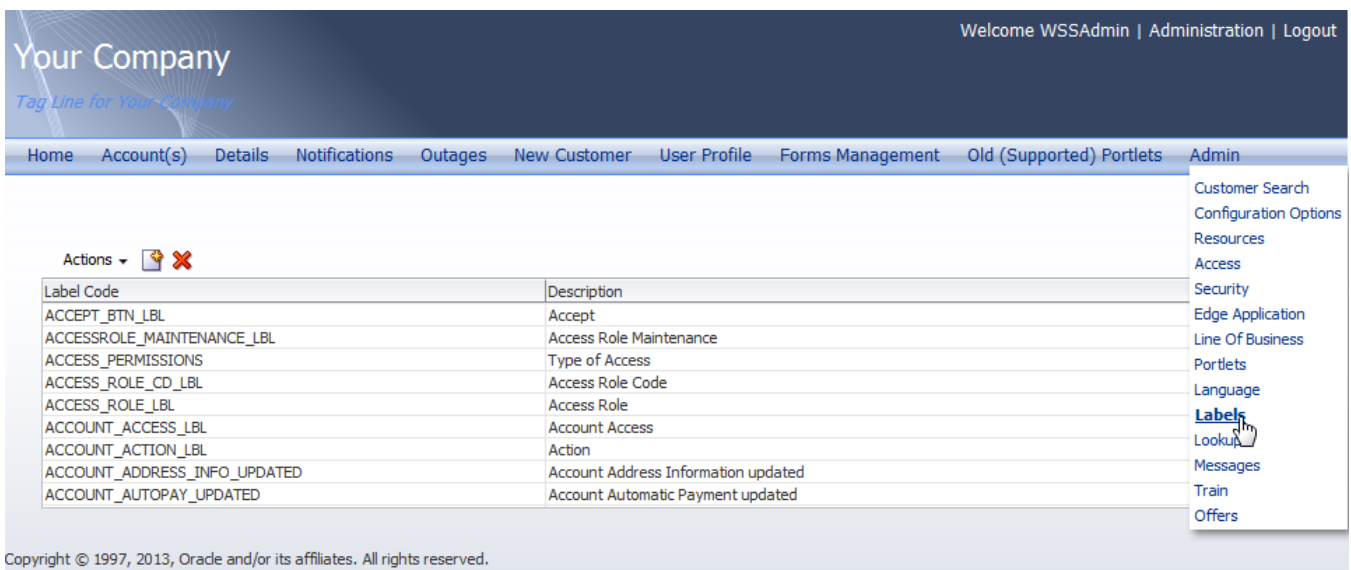 Welcome WSSAdmin | Administration | Logout
Your Company
Tag Line for Your Company
Home Account(s) Details Notifications Outages New Customer User Profile Forms Management Old (Supported) Portlets Admin
Customer Search
Configuration Options
Resources
Access
Security
Edge Application
Line Of Business
Portlets
Language
Labels
Lookup
Messages
Train
Offers
Actions
Label Code Description
ACCEPT_BTN_LBL Accept
ACCESSROLE_MAINTENANCE_LBL Access Role Maintenance
ACCESS_PERMISSIONS Type of Access
ACCESS_ROLE_CD_LBL Access Role Code
ACCESS_ROLE_LBL Access Role
ACCOUNT_ACCESS_LBL Account Access
ACCOUNT_ACTION_LBL Action
ACCOUNT_ADDRESS_INFO_UPDATED Account Address Information updated
ACCOUNT_AUTOPAY_UPDATED Account Automatic Payment updated
Copyright © 1997, 2013, Oracle and/or its affiliates. All rights reserved.